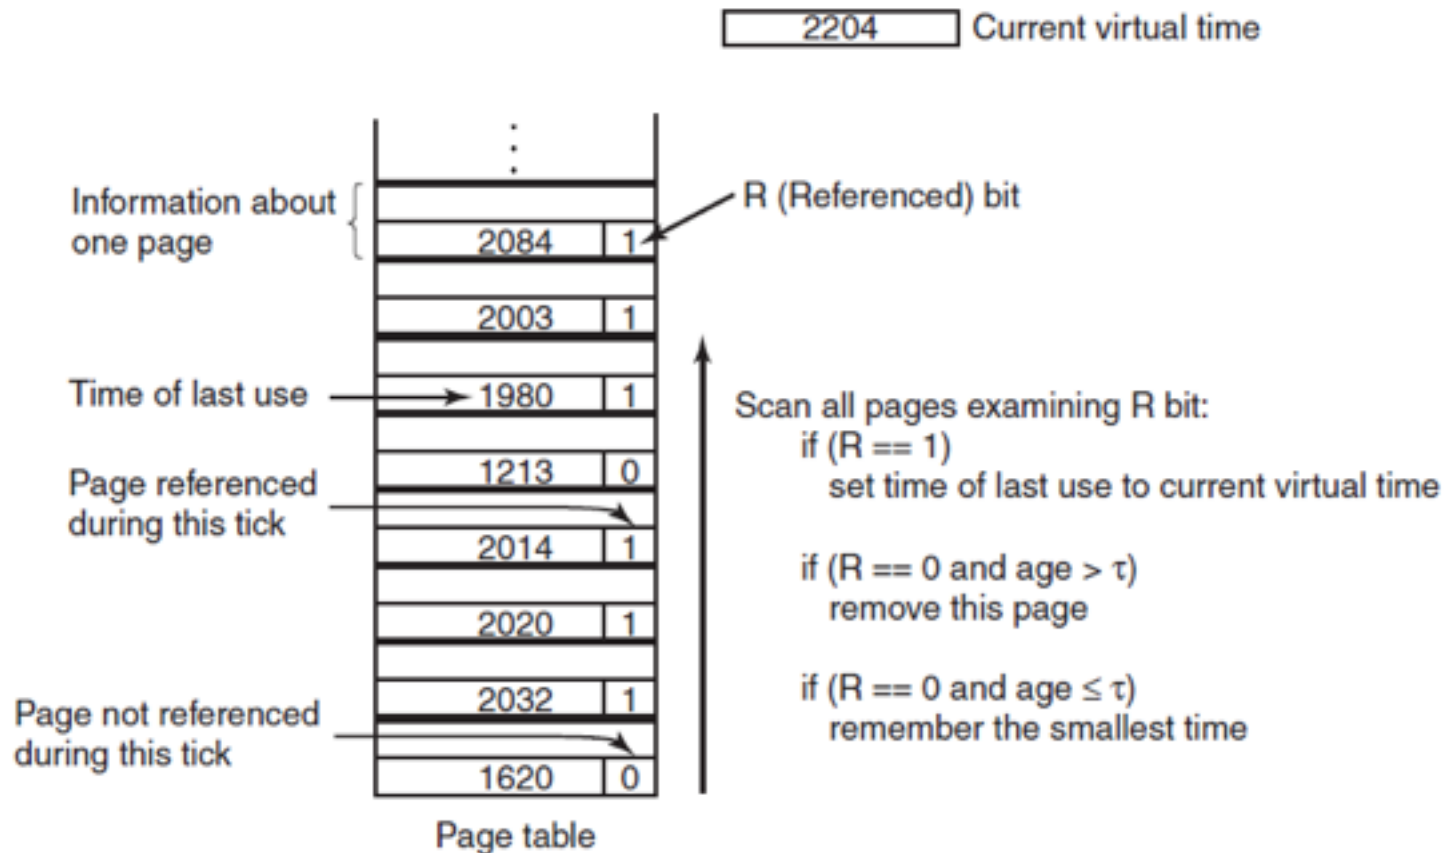 2204 Current virtual time
Information about
one page
R (Referenced) bit
2084 1
2003 1
Time of last use
1980 1
1213 0
Page referenced
during this tick
2014 1
2020 1
2032 1
Page not referenced
during this tick
1620 0
Page table
Scan all pages examining R bit:
if (R == 1)
set time of last use to current virtual time
if (R == 0 and age > τ)
remove this page
if (R == 0 and age ≤ τ)
remember the smallest time